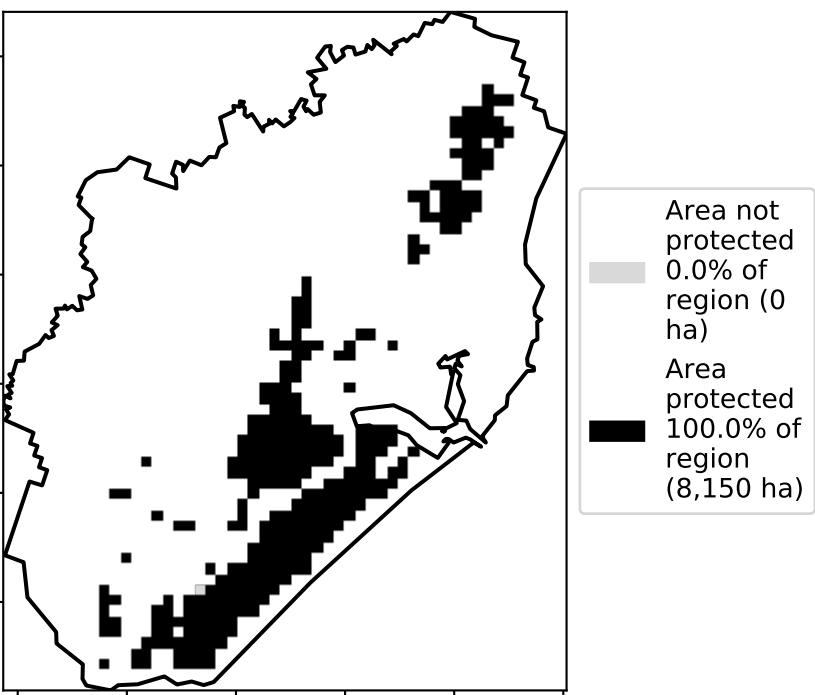 Area not
protected
0.0% of
region (0
ha)
Area
protected
100.0% of
region
(8,150 ha)